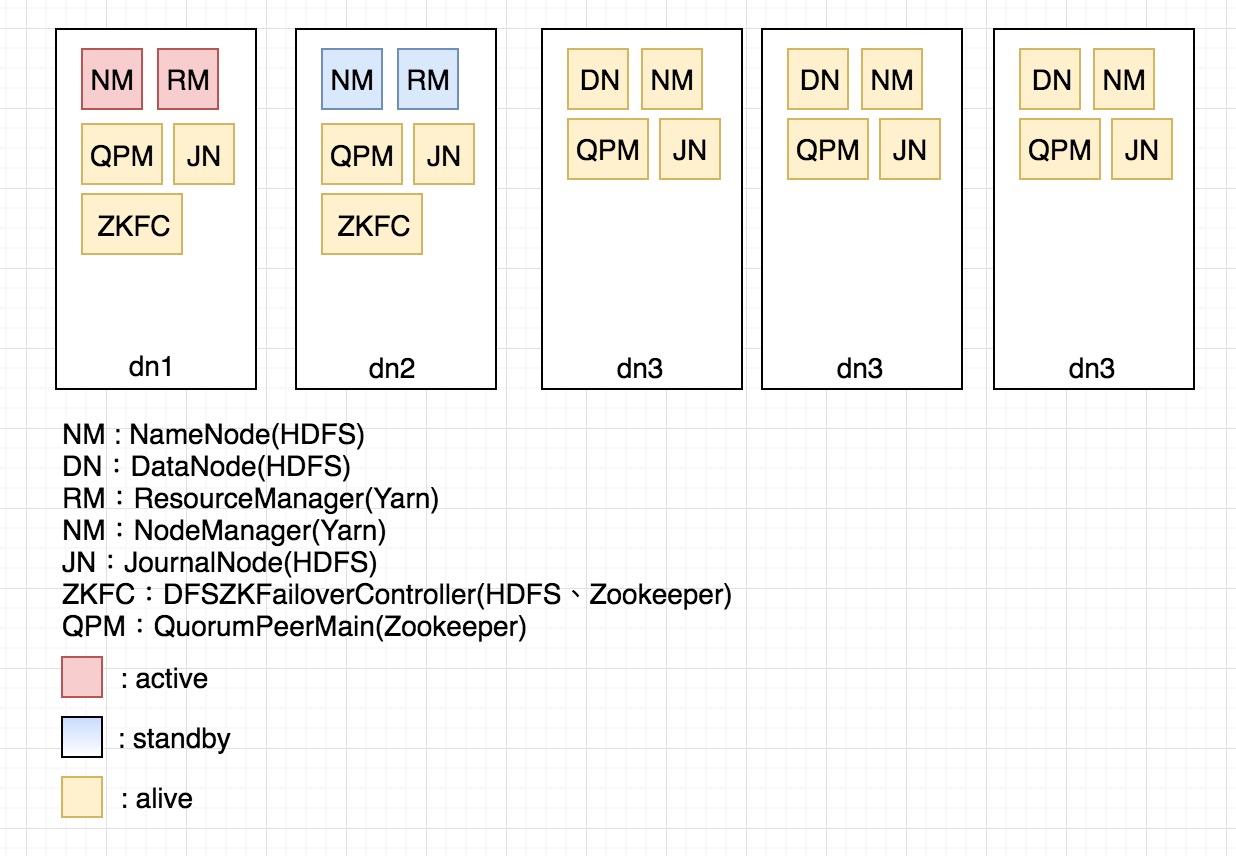 NM RM
QPM JN
ZKFC
dn1
NM RM
QPM JN
ZKFC
dn2
DN NM
QPM JN
dn3
DN NM
QPM JN
dn3
DN NM
QPM JN
dn3
NM : NameNode(HDFS)
DN：DataNode(HDFS)
RM：ResourceManager(Yarn)
NM：NodeManager(Yarn)
JN：JournalNode(HDFS)
ZKFC：DFSZKFailoverController(HDFS、Zookeeper)
QPM：QuorumPeerMain(Zookeeper)
: active
: standby
: alive